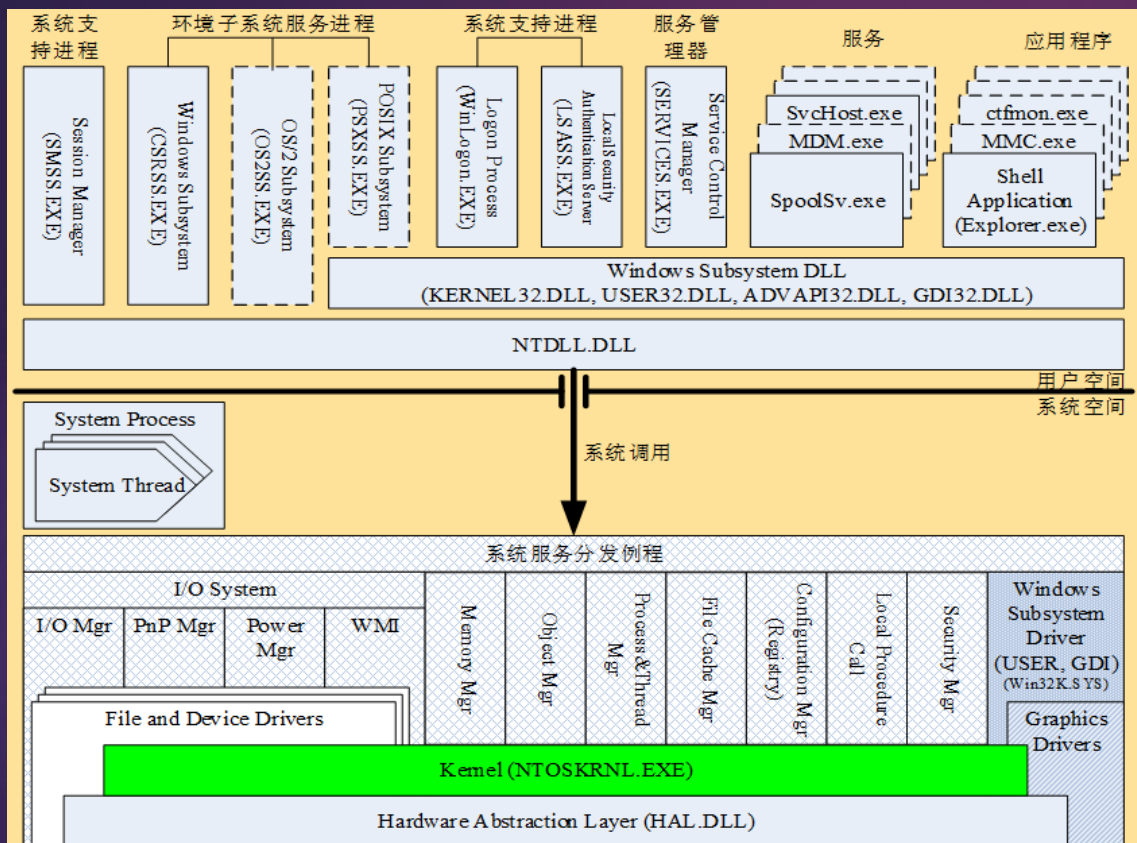 系统支
持进程
环境子系统服务进程
系统支持进程
服务管
理器
服务
应用程序
Session Manager
(SMSS.EXE)
Windows Subsystem
(CSRSS.EXE)
OS/2 Subsystem
(OS2SS.EXE)
POSIX Subsystem
(PSXSS.EXE)
Logon Process
(WinLogon.EXE)
LocalSecurity
Authentication Server
(LSASS.EXE)
Service Control
Manager
(SERVICES.EXE)
SvcHost.exe
MDM.exe
SpoolSv.exe
ctfmon.exe
MMC.exe
Shell
Application
(Explorer.exe)
Windows Subsystem DLL
(KERNEL32.DLL, USER32.DLL, ADVAPI32.DLL, GDI32.DLL)
NTDLL.DLL
用户空间
系统空间
System Process
System Thread
系统调用
系统服务分发例程
I/O System
I/O Mgr
PnP Mgr
Power
Mgr
WMI
File and Device Drivers
Memory Mgr
Object Mgr
Process&Thread
Mgr
File Cache Mgr
Configuration Mgr
(Registry)
Local Procedure
Call
Security Mgr
Windows
Subsystem
Driver
(USER, GDI)
(Win32K.SYS)
Graphics
Drivers
Kernel (NTOSKRNL.EXE)
Hardware Abstraction Layer (HAL.DLL)